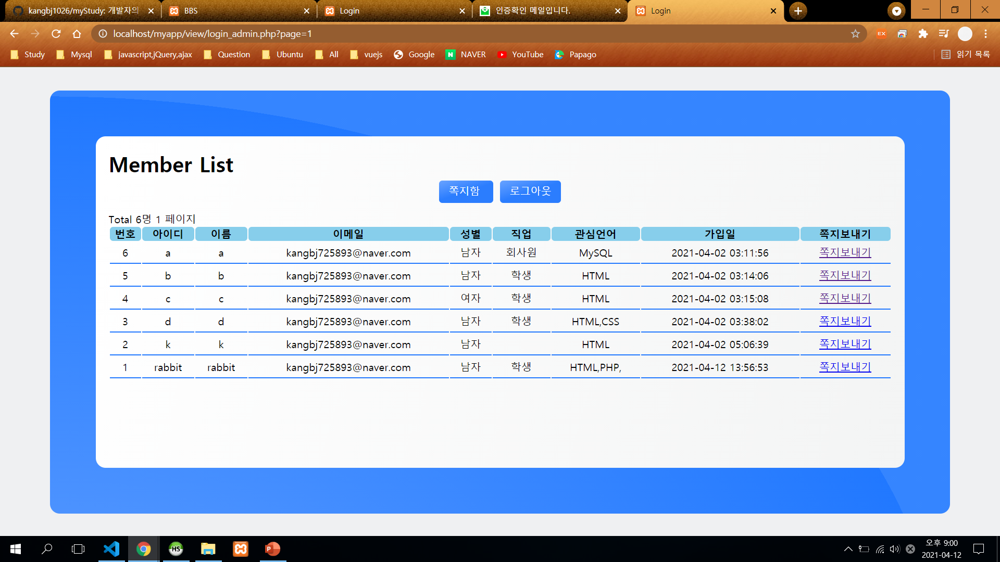 kangbj1026/myStudy: 개발자의
BBS
Login
인증확인 메일입니다.
Login
localhost/myapp/view/login_admin.php?page=1
EX
Study Mysql javascript,jQuery,ajax Question Ubuntu All vuejs Google NAVER YouTube Papago 읽기 목록
Member List
쪽지함 로그아웃
Total 6명 1 페이지
번호 아이디 이름 이메일 성별 직업 관심언어 가입일 쪽지보내기
6 a a kangbj725893@naver.com 남자 회사원 MySQL 2021-04-02 03:11:56 쪽지보내기
5 b b kangbj725893@naver.com 남자 학생 HTML 2021-04-02 03:14:06 쪽지보내기
4 c c kangbj725893@naver.com 여자 학생 HTML 2021-04-02 03:15:08 쪽지보내기
3 d d kangbj725893@naver.com 남자 학생 HTML,CSS 2021-04-02 03:38:02 쪽지보내기
2 k k kangbj725893@naver.com 남자 HTML 2021-04-02 05:06:39 쪽지보내기
1 rabbit rabbit kangbj725893@naver.com 남자 학생 HTML,PHP, 2021-04-12 13:56:53 쪽지보내기
HS
오후 9:00
2021-04-12